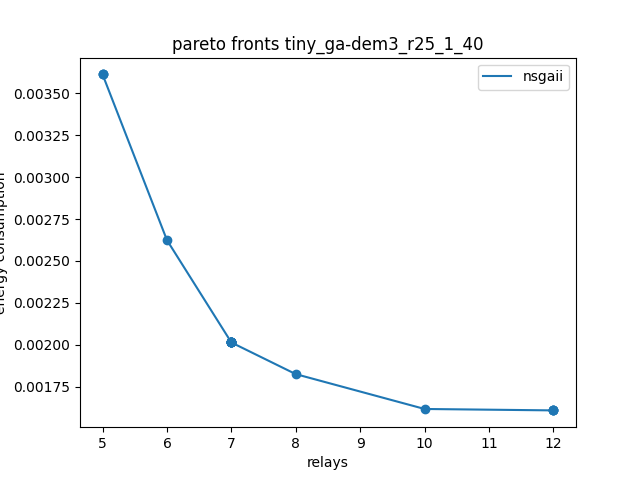 pareto fronts tiny_ga-dem3_r25_1_40
nsgaii
0.00350
0.00325
0.00300
0.00275
0.00250
0.00225
0.00200
0.00175
energy consumption
5 6 7 8 9 10 11 12
relays